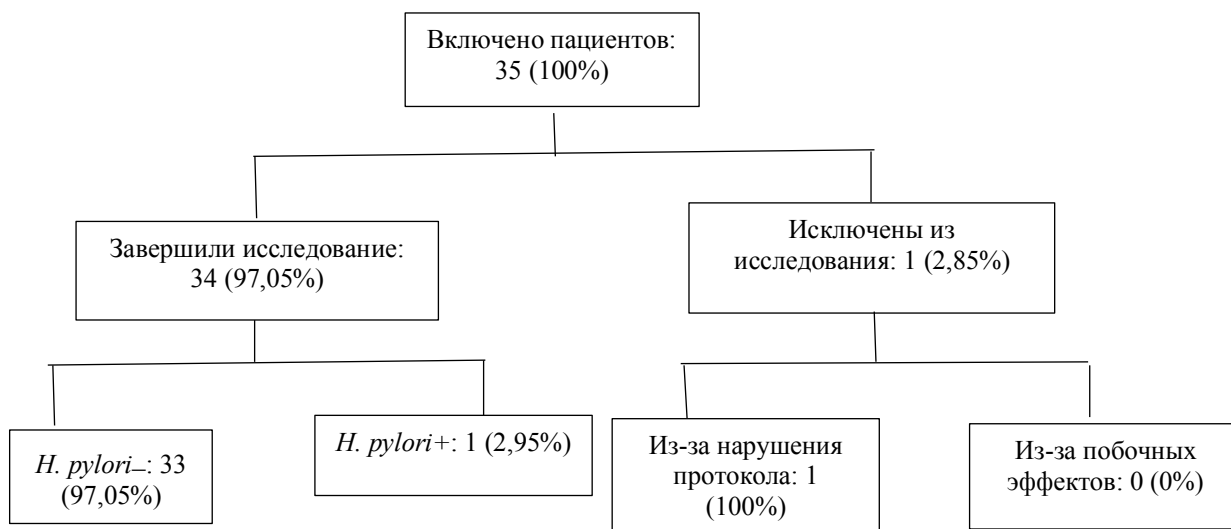 Включено пациентов:
35 (100%)
Завершили исследование:
34 (97,05%)
Исключены из
исследования: 1 (2,85%)
H. pylori–: 33
(97,05%)
H. pylori+: 1 (2,95%)
Из-за нарушения
протокола: 1
(100%)
Из-за побочных
эффектов: 0 (0%)